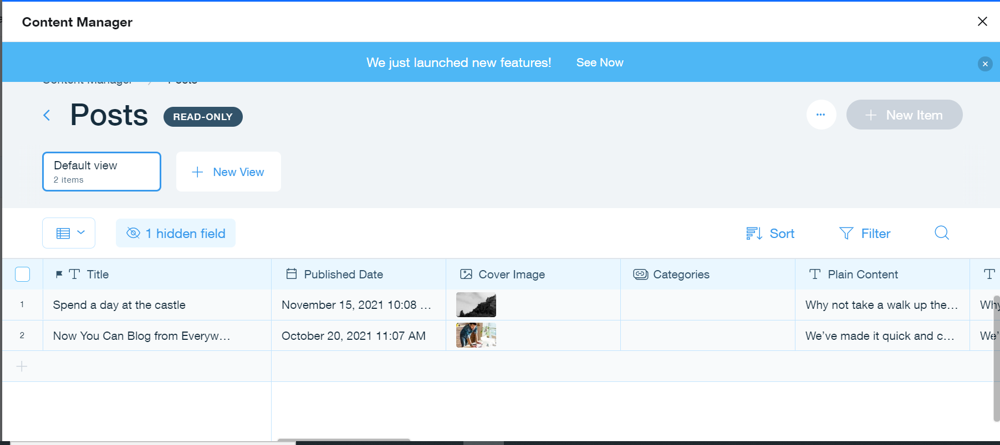 Content Manager
We just launched new features! See Now
Content Manager Posts
Posts READ-ONLY
··· + New Item
Default view
2 items
+ New View
1 hidden field
Sort Filter
Title Published Date Cover Image Categories Plain Content
1 Spend a day at the castle November 15, 2021 10:08 ... Why not take a walk up the... Why
2 Now You Can Blog from Everyw... October 20, 2021 11:07 AM We’ve made it quick and c... We’